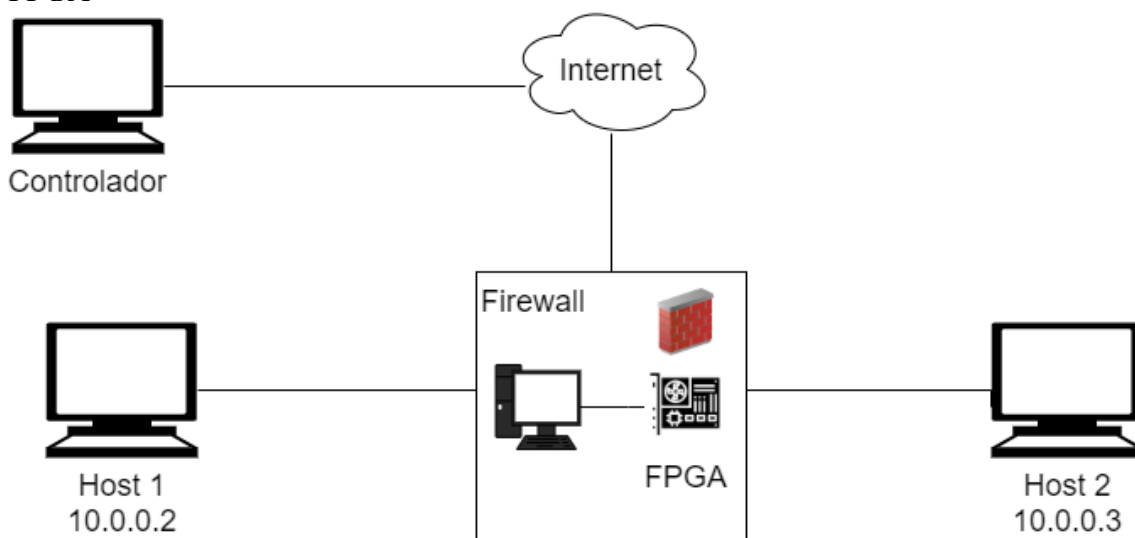 Internet
Controlador
Firewall
FPGA
Host 1
10.0.0.2
Host 2
10.0.0.3